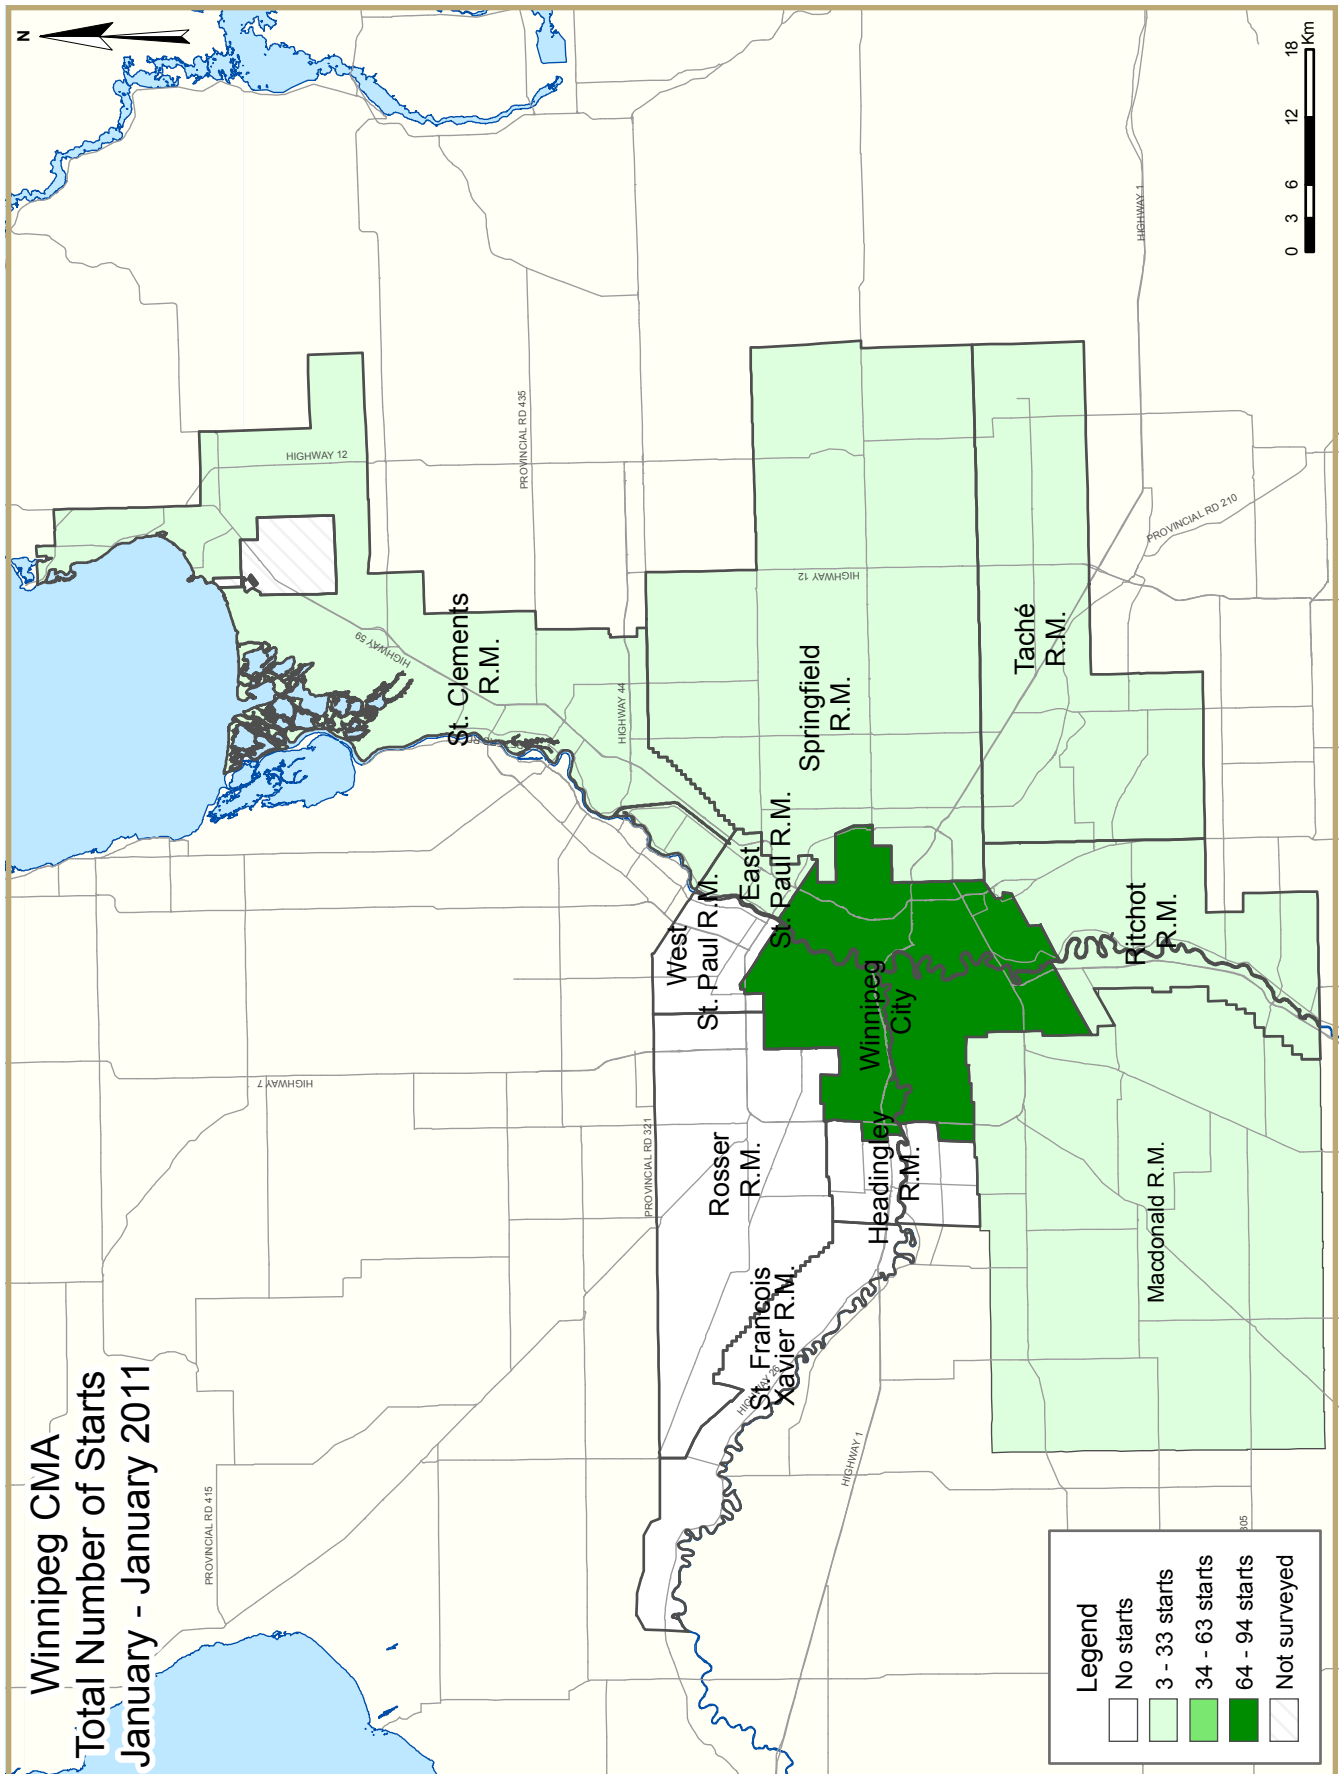 Winnipeg CMA
Total Number of Starts
January - January 2011
N
PROVINCIAL RD 415
HIGHWAY 7
HIGHWAY 12
HIGHWAY 59
PROVINCIAL RD 435
St. Clements
R.M.
HIGHWAY 44
PROVINCIAL RD 321
West
St. Paul R.M.
East
St. Paul R.M.
Rosser
R.M.
St. Francois
Xavier R.M.
HIGHWAY 26
Springfield
R.M.
HIGHWAY 12
Winnipeg
City
Headingley
R.M.
HIGHWAY 1
HIGHWAY 1
Taché
R.M.
PROVINCIAL RD 210
Ritchot
R.M.
Macdonald R.M.
305
Legend
No starts
3 - 33 starts
34 - 63 starts
64 - 94 starts
Not surveyed
0 3 6 12 18
Km